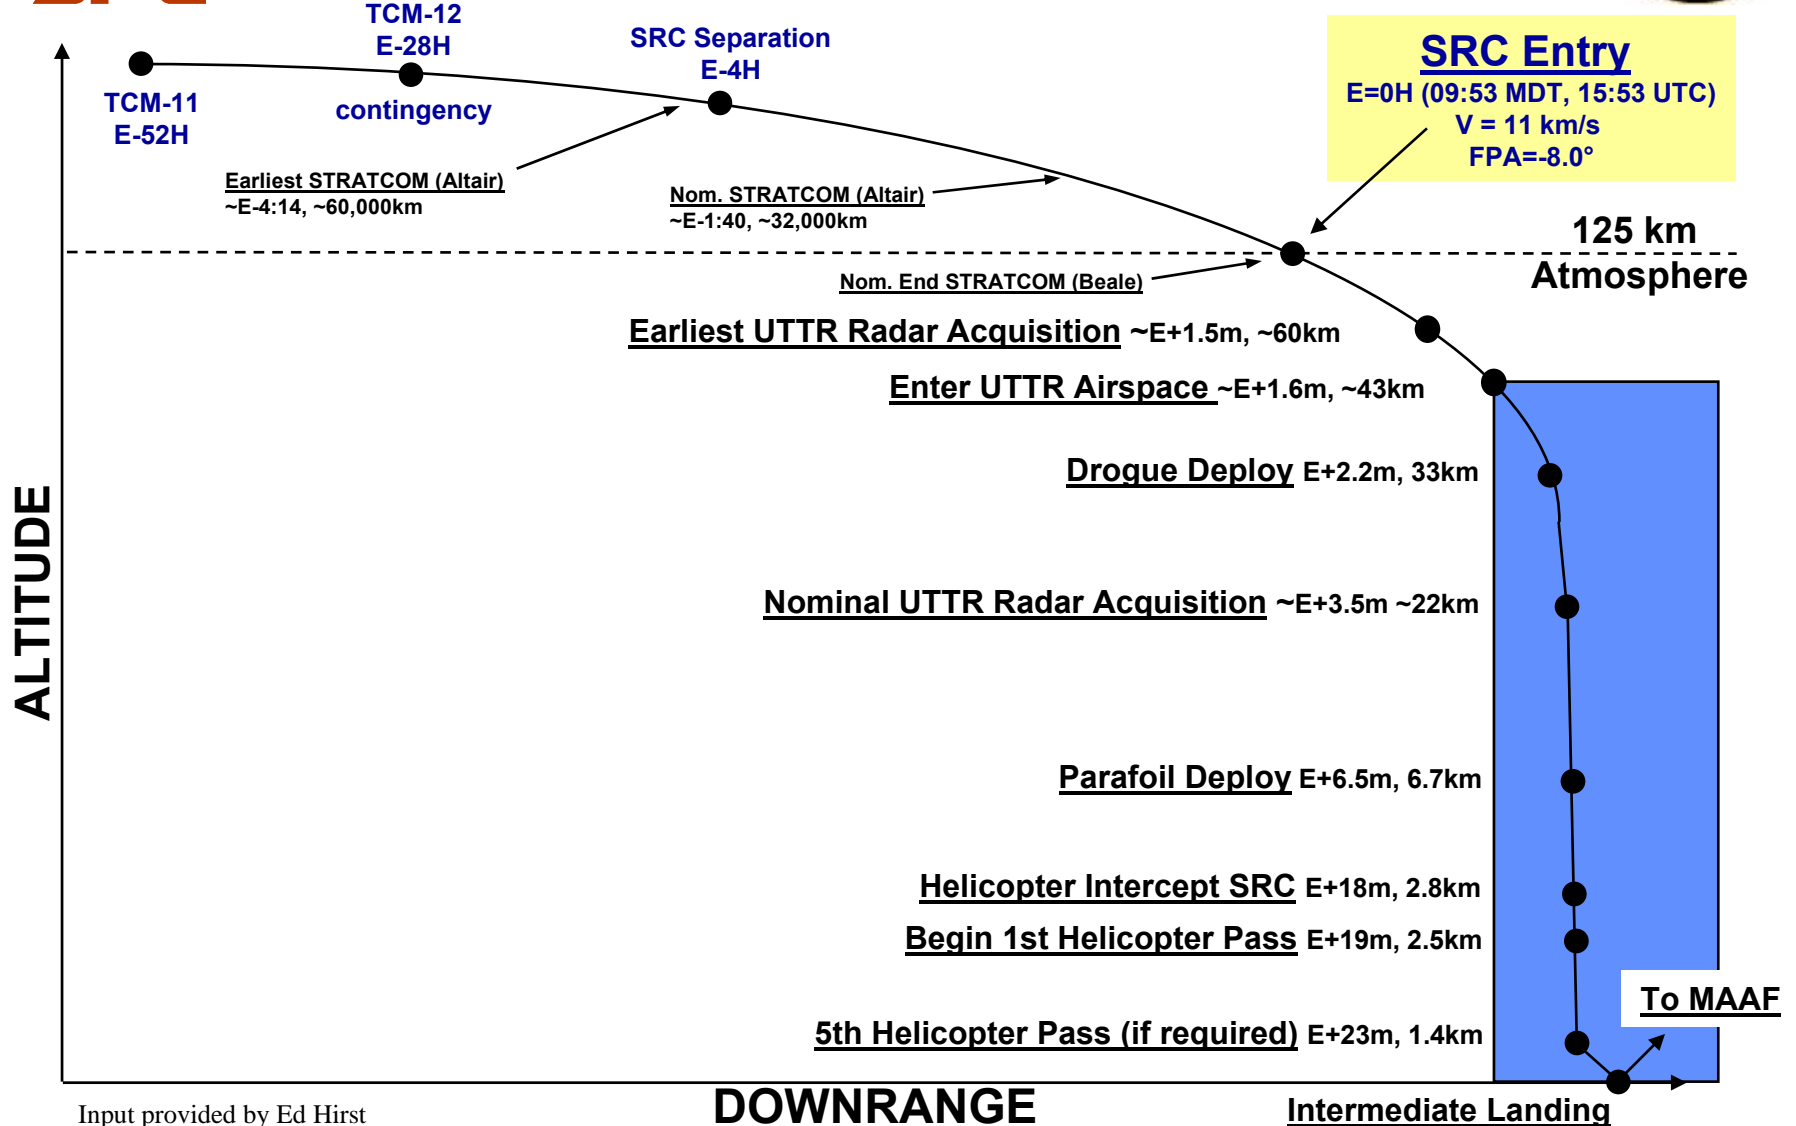 TCM-12
E-28H
contingency
TCM-11
E-52H
SRC Separation
E-4H
SRC Entry
E=0H (09:53 MDT, 15:53 UTC)
V = 11 km/s
FPA=-8.0°
Earliest STRATCOM (Altair)
~E-4:14, ~60,000km
Nom. STRATCOM (Altair)
~E-1:40, ~32,000km
125 km
Atmosphere
Nom. End STRATCOM (Beale)
Earliest UTTR Radar Acquisition ~E+1.5m, ~60km
Enter UTTR Airspace ~E+1.6m, ~43km
Drogue Deploy E+2.2m, 33km
Nominal UTTR Radar Acquisition ~E+3.5m ~22km
Parafoil Deploy E+6.5m, 6.7km
Helicopter Intercept SRC E+18m, 2.8km
Begin 1st Helicopter Pass E+19m, 2.5km
To MAAF
5th Helicopter Pass (if required) E+23m, 1.4km
ALTITUDE
DOWNRANGE
Intermediate Landing
Input provided by Ed Hirst